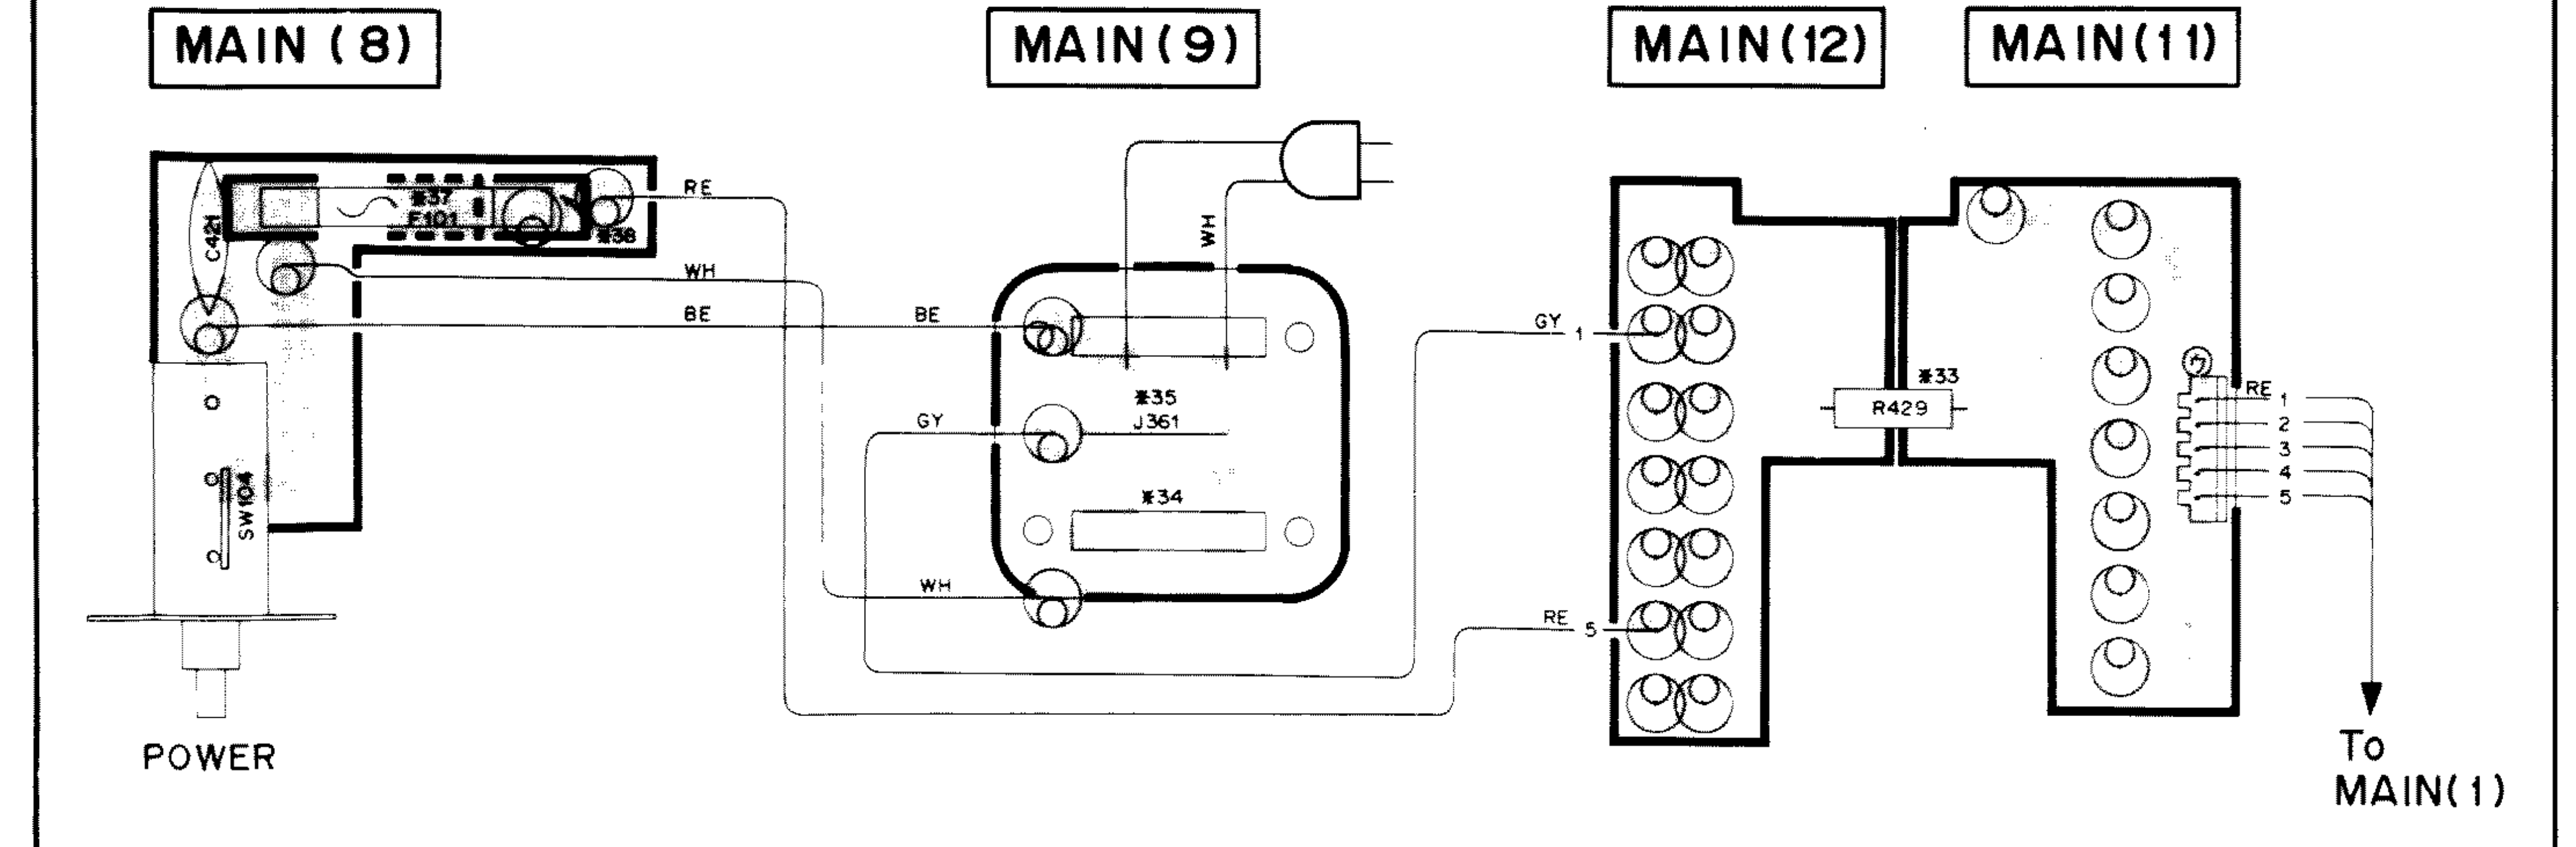 MAIN (8)
MAIN(9)
MAIN(12)
MAIN(11)
RE
WH
BE
C421
※37
F101
※38
SW104
POWER
BE
GY
WH
WH
※35
J361
※34
GY 1
RE 5
※33
R429
RE 1
2
3
4
5
To
MAIN(1)